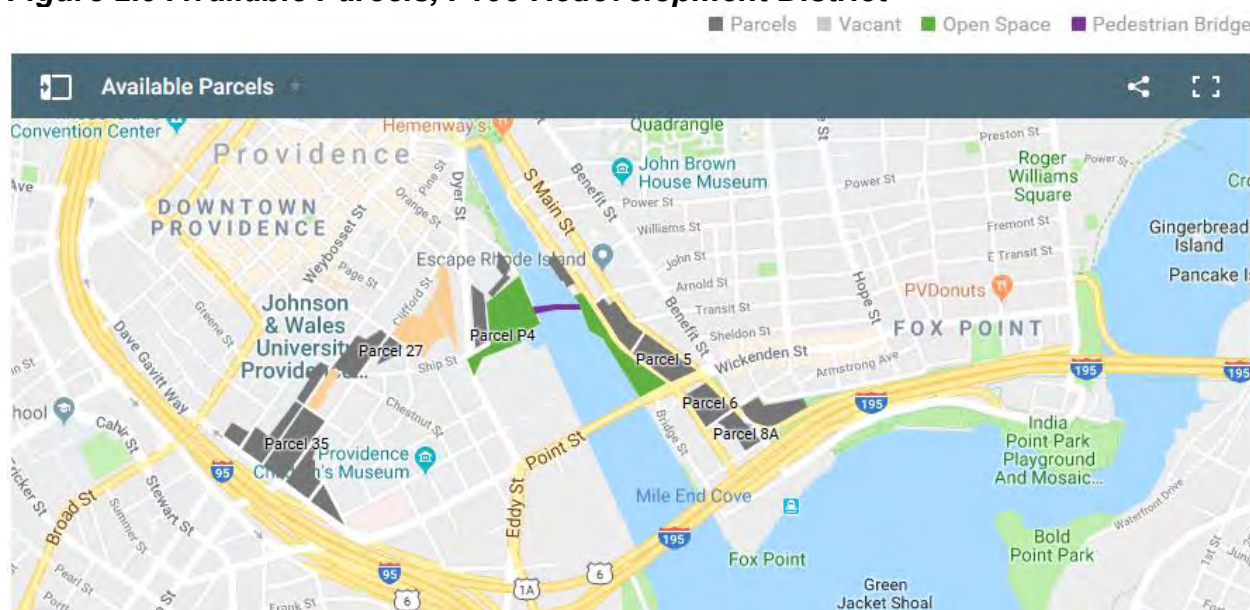 Parcels Vacant Open Space Pedestrian Bridge
Available Parcels
Convention Center
Hemenway's
Quadrangle
Preston St
Providence
John Brown
House Museum
Roger
Williams
Square
Power St
Ave
Pine St
Dyer St
S Main St
Benefit St
Power St
Power St
Orange St
DOWNTOWN
PROVIDENCE
Weybosset St
Williams St
Fremont St
Gingerbread
Island
Page St
Escape Rhode Island
John St
E Transit St
Pancake
Arnold St
Hope St
Clifford St
Johnson
& Wales
University
Transit St
PVDonuts
Greene St
Benefit St
Sheldon St
FOX POINT
Dave Gavitt Way
Parcel P4
Parcel 27
Parcel 5
Wickenden St
Ship St
Armstrong Ave
195
195
Parcel 6
195
Chestnut St
hool
Parcel 8A
India
Point Park
Playground
And Mosaic...
Parcel 35
Bridge St
Point St
Providence
Children's Museum
95
Stewart St
Broad St
Summer St
Eddy St
Mile End Cove
Waterfront Drive
195
Bold
Point Park
Fox Point
95
6
1A
6
Pearl St
Green
Jacket Shoal
Frank St
1st St